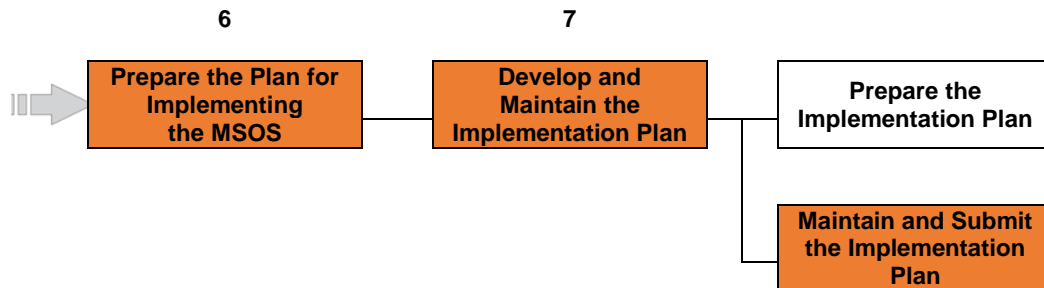 6
7
Prepare the Plan for
Implementing
the MSOS
Develop and
Maintain the
Implementation Plan
Prepare the
Implementation Plan
Maintain and Submit
the Implementation
Plan